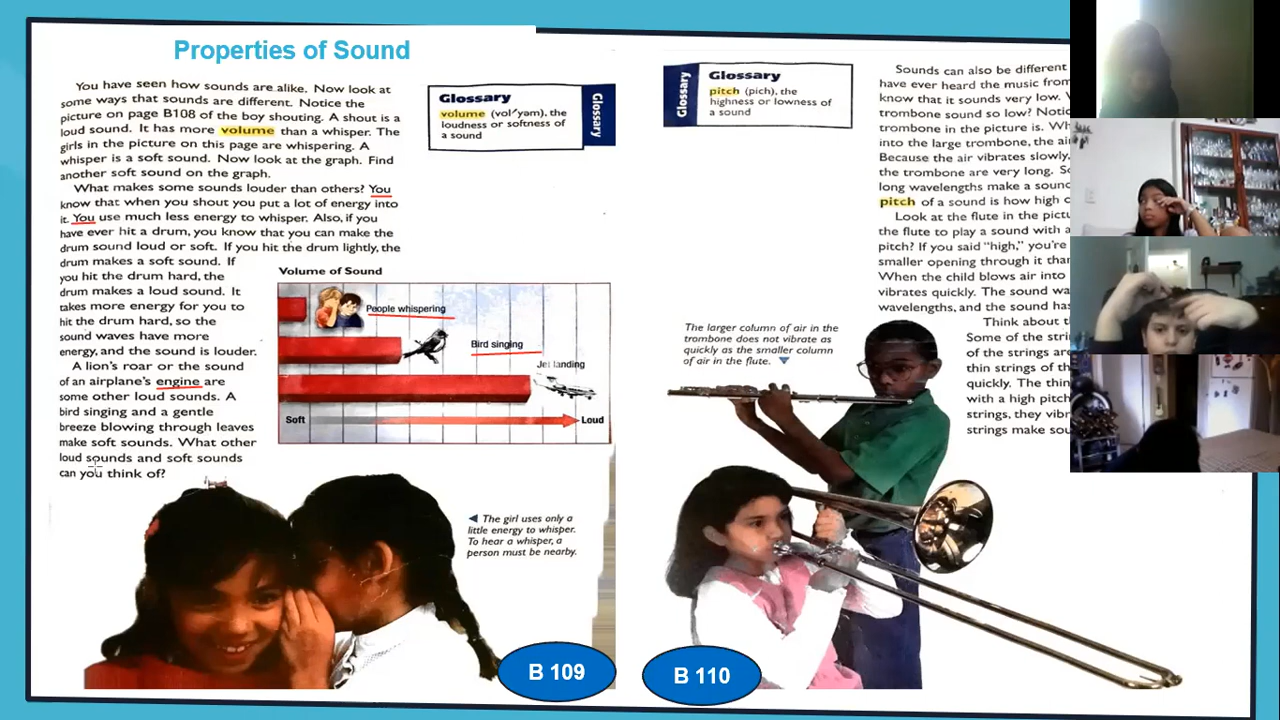 Properties of Sound
You have seen how sounds are alike. Now look at
some ways that sounds are different. Notice the
picture on page B108 of the boy shouting. A shout is a
loud sound. It has more volume than a whisper. The
girls in the picture on this page are whispering. A
whisper is a soft sound. Now look at the graph. Find
another soft sound on the graph.
What makes some sounds louder than others? You
know that when you shout you put a lot of energy into
it. You use much less energy to whisper. Also, if you
have ever hit a drum, you know that you can make the
drum sound loud or soft. If you hit the drum lightly, the
drum makes a soft sound. If
you hit the drum hard, the
drum makes a loud sound. It
takes more energy for you to
hit the drum hard, so the
sound waves have more
energy, and the sound is louder.
A lion's roar or the sound
of an airplane's engine are
some other loud sounds. A
bird singing and a gentle
breeze blowing through leaves
make soft sounds. What other
loud sounds and soft sounds
can you think of?
Glossary
volume (vol′yəm), the
loudness or softness of
a sound
Glossary
Volume of Sound
People whispering
Bird singing
Jet landing
Soft
Loud
◄ The girl uses only a
little energy to whisper.
To hear a whisper, a
person must be nearby.
B 109
Glossary
Glossary
pitch (pich), the
highness or lowness of
a sound
Sounds can also be different
have ever heard the music from
know that it sounds very low.
trombone sound so low?
trombone in the picture is.
into the large trombone, the
Because the air vibrates slowly,
the trombone are very long.
long wavelengths make a
pitch of a sound is how high
Look at the flute in the
the flute to play a sound with a
pitch? If you said “high,” you're
smaller opening through it
When the child blows air into
vibrates quickly. The sound
wavelengths, and the sound has
Think about
Some of the
of the strings are
thin strings of
quickly. The
with a high pitch
strings, they
strings make
The larger column of air in the
trombone does not vibrate as
quickly as the smaller column
of air in the flute. ▼
B 110